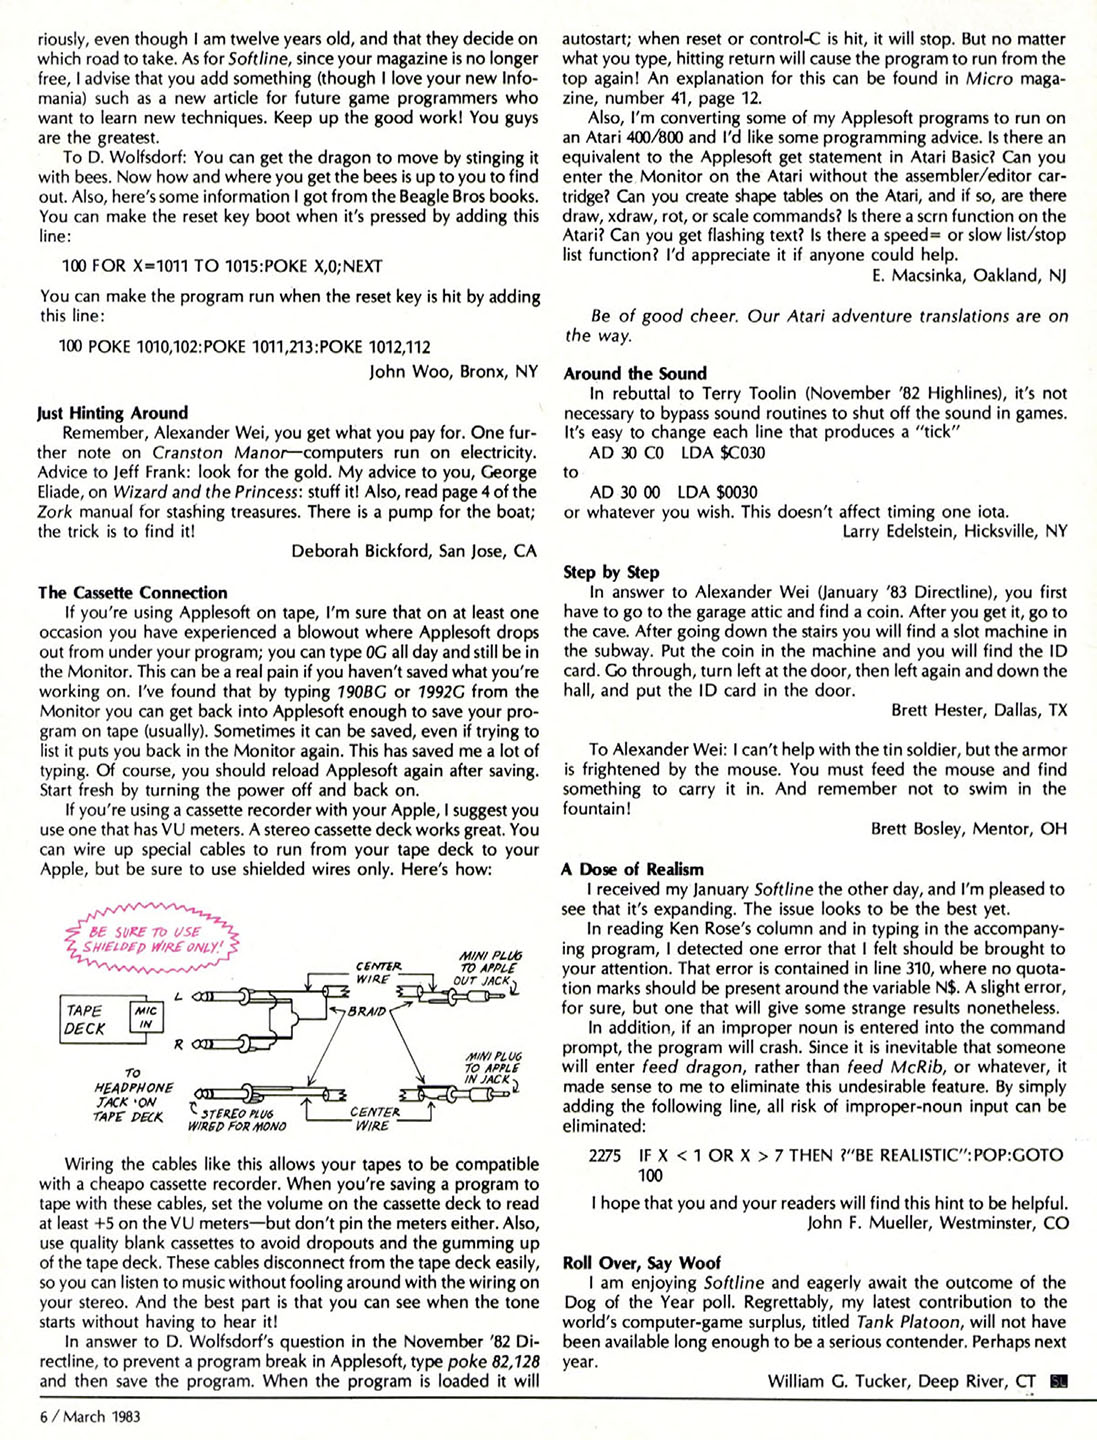 riously, even though I am twelve years old, and that they decide on
which road to take. As for Softline, since your magazine is no longer
free, I advise that you add something (though I love your new Info-
mania) such as a new article for future game programmers who
want to learn new techniques. Keep up the good work! You guys
are the greatest.
To D. Wolfsdorf: You can get the dragon to move by stinging it
with bees. Now how and where you get the bees is up to you to find
out. Also, here's some information I got from the Beagle Bros books.
You can make the reset key boot when it's pressed by adding this
line:
100 FOR X=1011 TO 1015:POKE X,0;NEXT
You can make the program run when the reset key is hit by adding
this line:
100 POKE 1010,102:POKE 1011,213:POKE 1012,112
John Woo, Bronx, NY
Just Hinting Around
Remember, Alexander Wei, you get what you pay for. One fur-
ther note on Cranston Manor—computers run on electricity.
Advice to Jeff Frank: look for the gold. My advice to you, George
Eliade, on Wizard and the Princess: stuff it! Also, read page 4 of the
Zork manual for stashing treasures. There is a pump for the boat;
the trick is to find it!
Deborah Bickford, San Jose, CA
The Cassette Connection
If you're using Applesoft on tape, I'm sure that on at least one
occasion you have experienced a blowout where Applesoft drops
out from under your program; you can type 0G all day and still be in
the Monitor. This can be a real pain if you haven't saved what you're
working on. I've found that by typing 190BG or 1992G from the
Monitor you can get back into Applesoft enough to save your pro-
gram on tape (usually). Sometimes it can be saved, even if trying to
list it puts you back in the Monitor again. This has saved me a lot of
typing. Of course, you should reload Applesoft again after saving.
Start fresh by turning the power off and back on.
If you're using a cassette recorder with your Apple, I suggest you
use one that has VU meters. A stereo cassette deck works great. You
can wire up special cables to run from your tape deck to your
Apple, but be sure to use shielded wires only. Here's how:
BE SURE TO USE
SHIELDED WIRE ONLY!
TAPE
DECK
MIC
IN
L
R
CENTER
WIRE
BRAID
MINI PLUG
TO APPLE
OUT JACK
MINI PLUG
TO APPLE
IN JACK
TO
HEADPHONE
JACK ON
TAPE DECK
STEREO PLUG
WIRED FOR MONO
CENTER
WIRE
Wiring the cables like this allows your tapes to be compatible
with a cheapo cassette recorder. When you're saving a program to
tape with these cables, set the volume on the cassette deck to read
at least +5 on the VU meters—but don't pin the meters either. Also,
use quality blank cassettes to avoid dropouts and the gumming up
of the tape deck. These cables disconnect from the tape deck easily,
so you can listen to music without fooling around with the wiring on
your stereo. And the best part is that you can see when the tone
starts without having to hear it!
In answer to D. Wolfsdorf's question in the November '82 Di-
rectline, to prevent a program break in Applesoft, type poke 82,128
and then save the program. When the program is loaded it will
autostart; when reset or control-C is hit, it will stop. But no matter
what you type, hitting return will cause the program to run from the
top again! An explanation for this can be found in Micro maga-
zine, number 41, page 12.
Also, I'm converting some of my Applesoft programs to run on
an Atari 400/800 and I'd like some programming advice. Is there an
equivalent to the Applesoft get statement in Atari Basic? Can you
enter the Monitor on the Atari without the assembler/editor car-
tridge? Can you create shape tables on the Atari, and if so, are there
draw, xdraw, rot, or scale commands? Is there a scrn function on the
Atari? Can you get flashing text? Is there a speed= or slow list/stop
list function? I'd appreciate it if anyone could help.
E. Macsinka, Oakland, NJ
Be of good cheer. Our Atari adventure translations are on
the way.
Around the Sound
In rebuttal to Terry Toolin (November '82 Highlines), it's not
necessary to bypass sound routines to shut off the sound in games.
It's easy to change each line that produces a "tick"
AD 30 C0 LDA $C030
to
AD 30 00 LDA $0030
or whatever you wish. This doesn't affect timing one iota.
Larry Edelstein, Hicksville, NY
Step by Step
In answer to Alexander Wei (January '83 Directline), you first
have to go to the garage attic and find a coin. After you get it, go to
the cave. After going down the stairs you will find a slot machine in
the subway. Put the coin in the machine and you will find the ID
card. Go through, turn left at the door, then left again and down the
hall, and put the ID card in the door.
Brett Hester, Dallas, TX
To Alexander Wei: I can't help with the tin soldier, but the armor
is frightened by the mouse. You must feed the mouse and find
something to carry it in. And remember not to swim in the
fountain!
Brett Bosley, Mentor, OH
A Dose of Realism
I received my January Softline the other day, and I'm pleased to
see that it's expanding. The issue looks to be the best yet.
In reading Ken Rose's column and in typing in the accompany-
ing program, I detected one error that I felt should be brought to
your attention. That error is contained in line 310, where no quota-
tion marks should be present around the variable N$. A slight error,
for sure, but one that will give some strange results nonetheless.
In addition, if an improper noun is entered into the command
prompt, the program will crash. Since it is inevitable that someone
will enter feed dragon, rather than feed McRib, or whatever, it
made sense to me to eliminate this undesirable feature. By simply
adding the following line, all risk of improper-noun input can be
eliminated:
2275 IF X < 1 OR X > 7 THEN ?"BE REALISTIC":POP:GOTO
100
I hope that you and your readers will find this hint to be helpful.
John F. Mueller, Westminster, CO
Roll Over, Say Woof
I am enjoying Softline and eagerly await the outcome of the
Dog of the Year poll. Regrettably, my latest contribution to the
world's computer-game surplus, titled Tank Platoon, will not have
been available long enough to be a serious contender. Perhaps next
year.
William G. Tucker, Deep River, CT SL
6 / March 1983